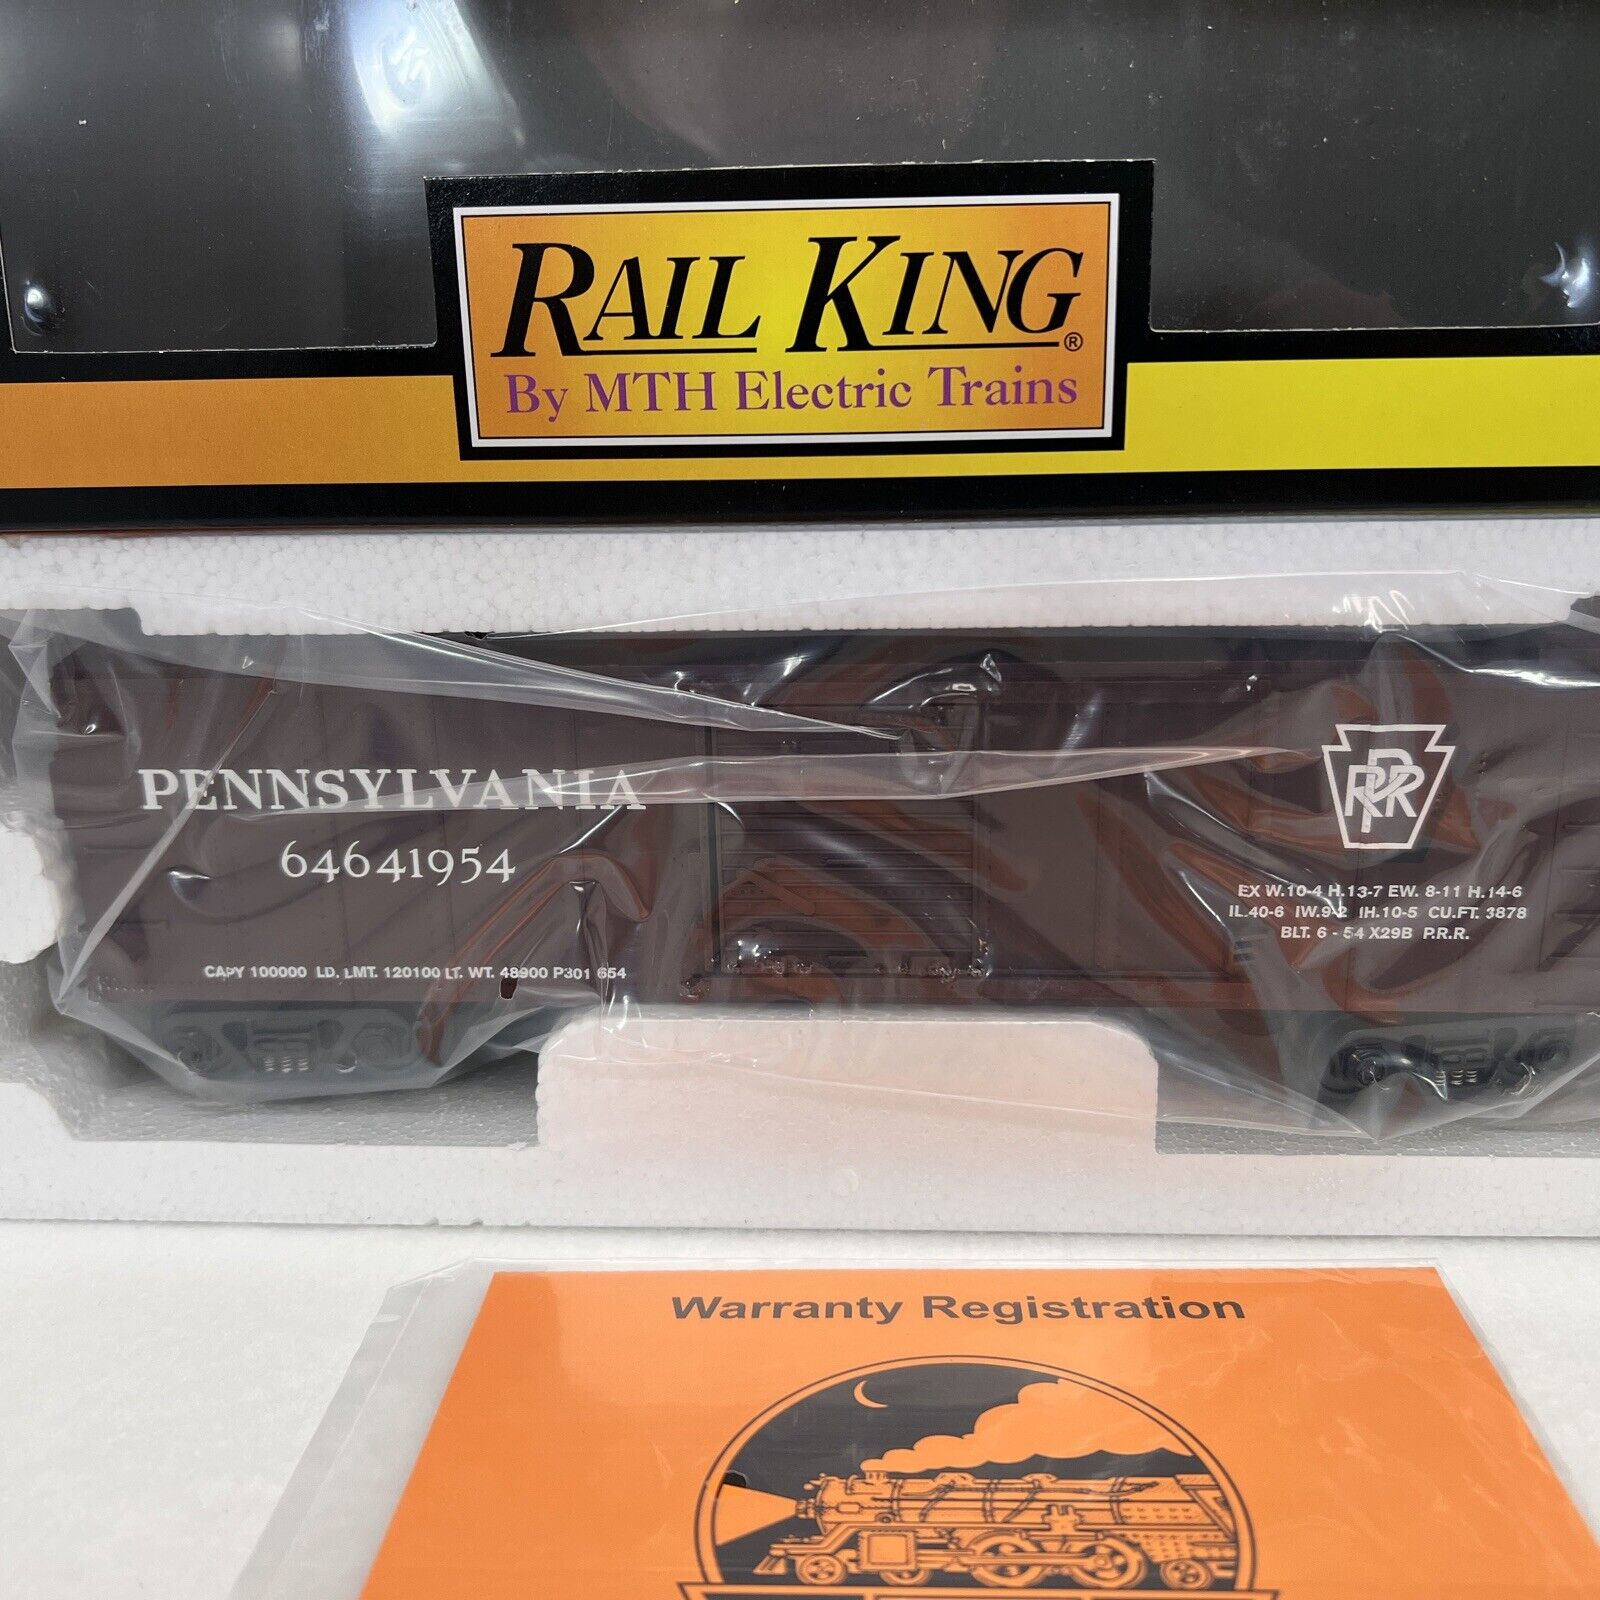 RAIL KING®
By MTH Electric Trains
PENNSYLVANIA
64641954
CAPY 100000 LD. LMT. 120100 LT. WT. 48900 P301 654
PRR
EX W.10-4 H.13-7 EW. 8-11 H.14-6
IL.40-6 IW.9-2 IH.10-5 CU.FT. 3878
BLT. 6 - 54 X29B P.R.R.
Warranty Registration